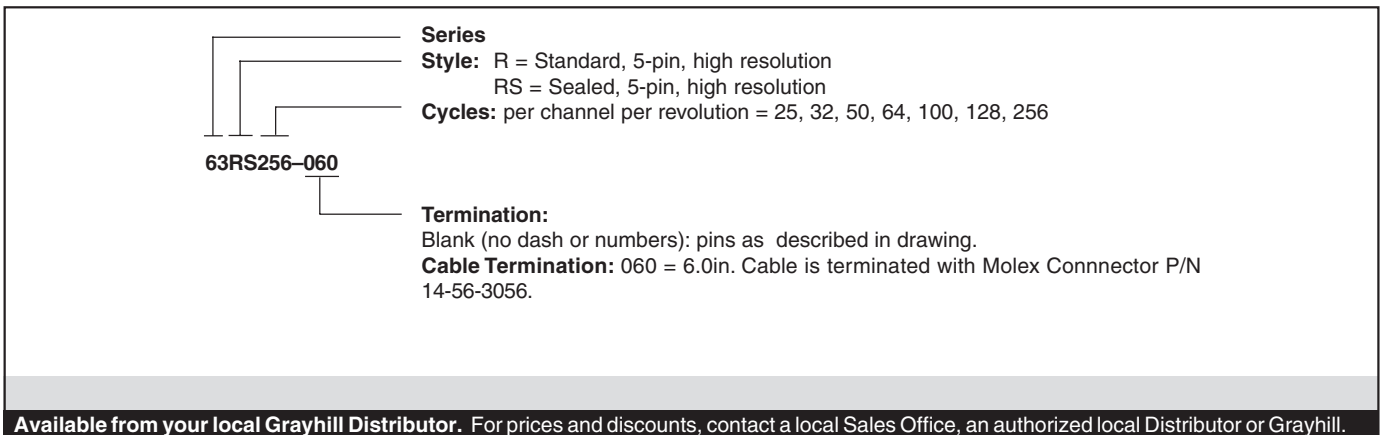 Series
Style: R = Standard, 5-pin, high resolution
RS = Sealed, 5-pin, high resolution
Cycles: per channel per revolution = 25, 32, 50, 64, 100, 128, 256
63RS256–060
Termination:
Blank (no dash or numbers): pins as described in drawing.
Cable Termination: 060 = 6.0in. Cable is terminated with Molex Connnector P/N
14-56-3056.
Available from your local Grayhill Distributor. For prices and discounts, contact a local Sales Office, an authorized local Distributor or Grayhill.